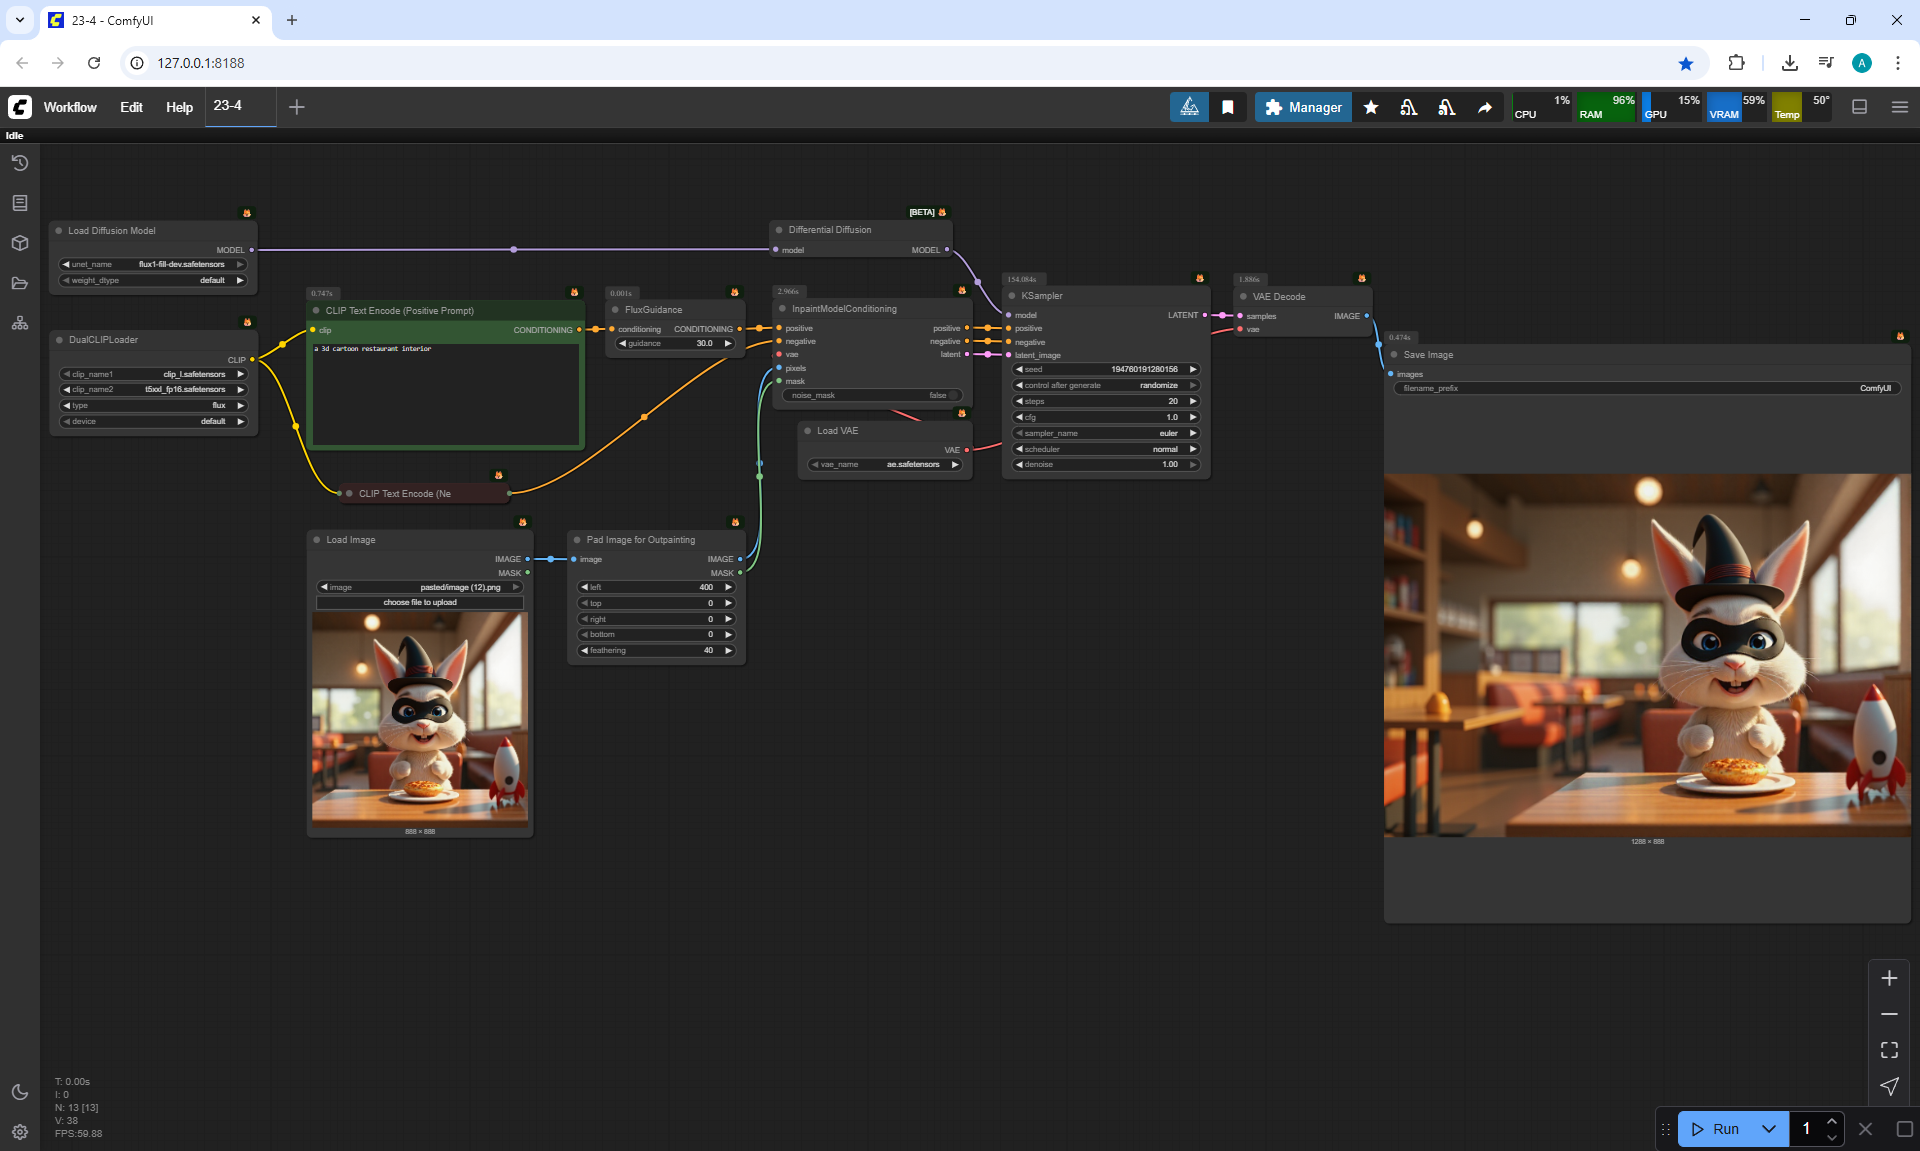 23-4 - ComfyUI
127.0.0.1:8188
A
Workflow Edit Help 23-4
Manager
CPU 1% RAM 96% GPU 15% VRAM 59% Temp 50°
Idle
Load Diffusion Model
MODEL
unet_name flux1-fill-dev.safetensors
weight_dtype default
DualCLIPLoader
CLIP
clip_name1 clip_l.safetensors
clip_name2 t5xxl_fp16.safetensors
type flux
device default
0.747s
CLIP Text Encode (Positive Prompt)
clip CONDITIONING
a 3d cartoon restaurant interior
CLIP Text Encode (Ne
0.001s
FluxGuidance
conditioning CONDITIONING
guidance 30.0
[BETA]
Differential Diffusion
model MODEL
2.966s
InpaintModelConditioning
positive positive
negative negative
vae latent
pixels
mask
noise_mask false
Load VAE
VAE
vae_name ae.safetensors
154.084s
KSampler
model LATENT
positive
negative
latent_image
seed 194760191280156
control after generate randomize
steps 20
cfg 1.0
sampler_name euler
scheduler normal
denoise 1.00
1.886s
VAE Decode
samples IMAGE
vae
0.474s
Save Image
images
filename_prefix ComfyUI
1288 × 888
Load Image
IMAGE
MASK
image pasted/image (12).png
choose file to upload
888 × 888
Pad Image for Outpainting
image IMAGE
MASK
left 400
top 0
right 0
bottom 0
feathering 40
T: 0.00s
I: 0
N: 13 [13]
V: 38
FPS:59.88
Run 1